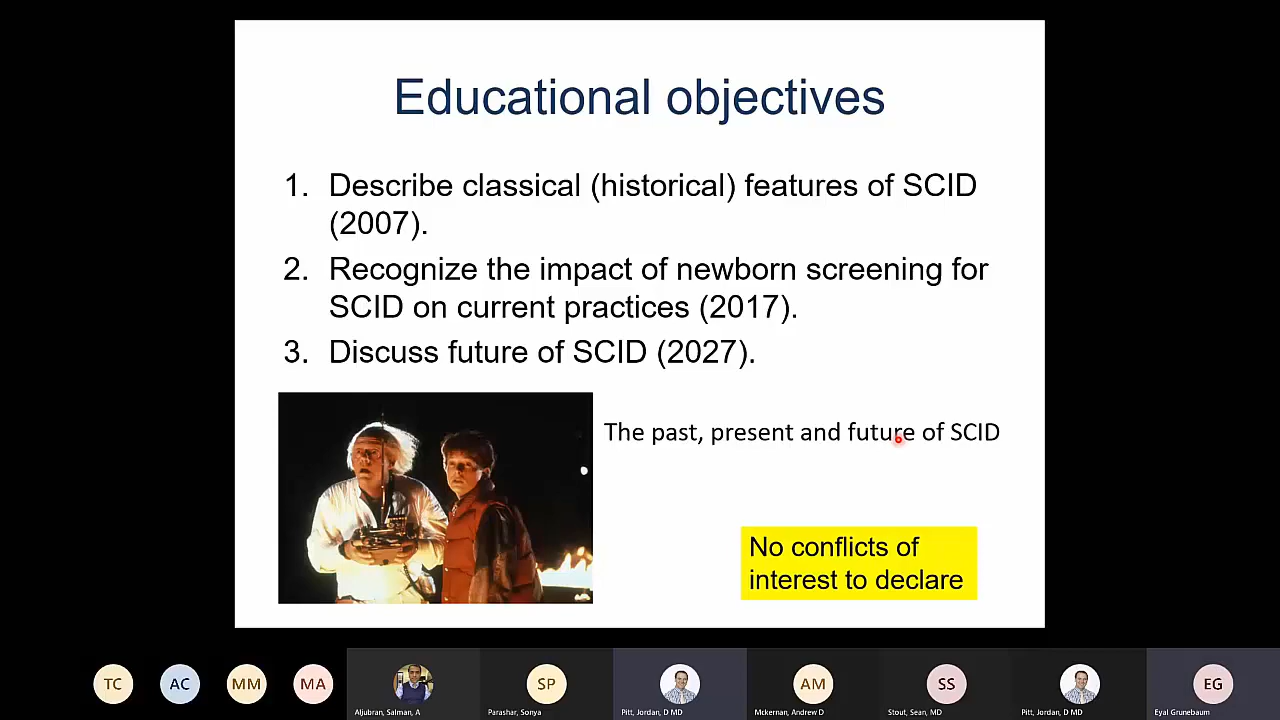 Educational objectives
1. Describe classical (historical) features of SCID
(2007).
2. Recognize the impact of newborn screening for
SCID on current practices (2017).
3. Discuss future of SCID (2027).
The past, present and future of SCID
No conflicts of
interest to declare
TC
AC
MM
MA
Aljubran, Salman, A
SP
Parashar, Sonya
Pitt, Jordan, D MD
AM
Mckernan, Andrew D
SS
Stout, Sean, MD
Pitt, Jordan, D MD
EG
Eyal Grunebaum